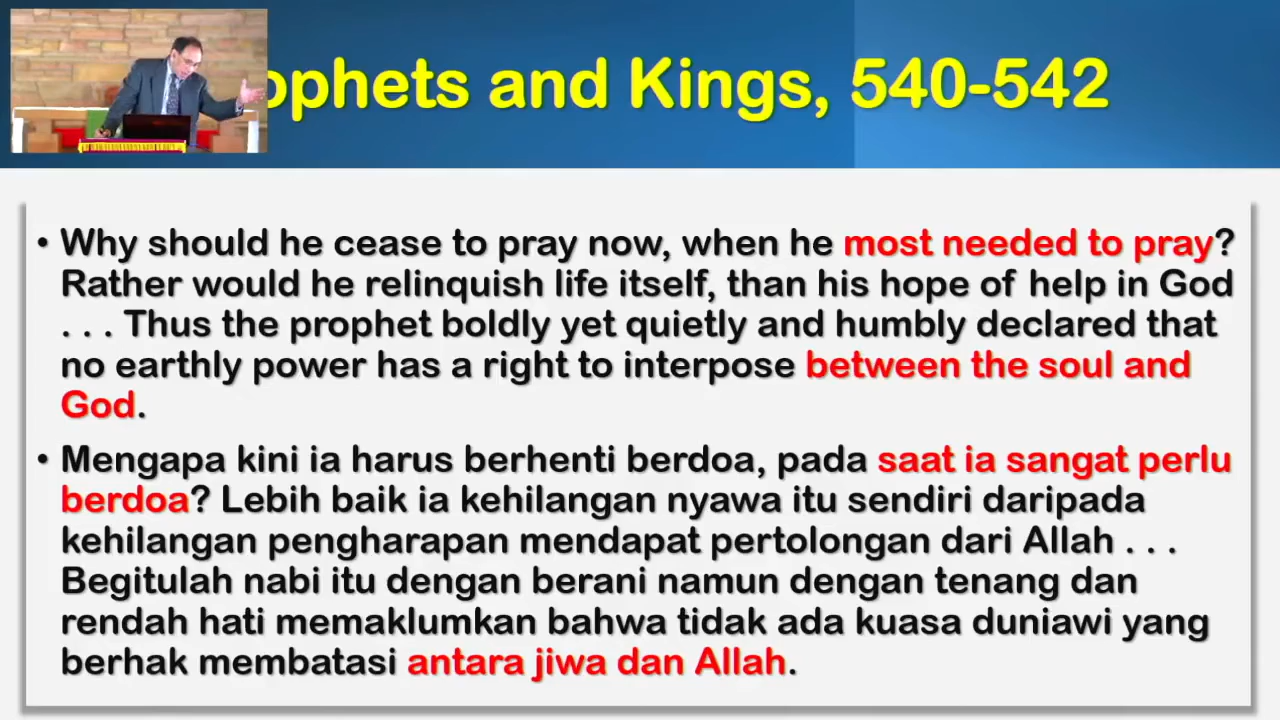 ophets and Kings, 540-542
• Why should he cease to pray now, when he most needed to pray?
Rather would he relinquish life itself, than his hope of help in God
. . . Thus the prophet boldly yet quietly and humbly declared that
no earthly power has a right to interpose between the soul and
God.
• Mengapa kini ia harus berhenti berdoa, pada saat ia sangat perlu
berdoa? Lebih baik ia kehilangan nyawa itu sendiri daripada
kehilangan pengharapan mendapat pertolongan dari Allah . . .
Begitulah nabi itu dengan berani namun dengan tenang dan
rendah hati memaklumkan bahwa tidak ada kuasa duniawi yang
berhak membatasi antara jiwa dan Allah.